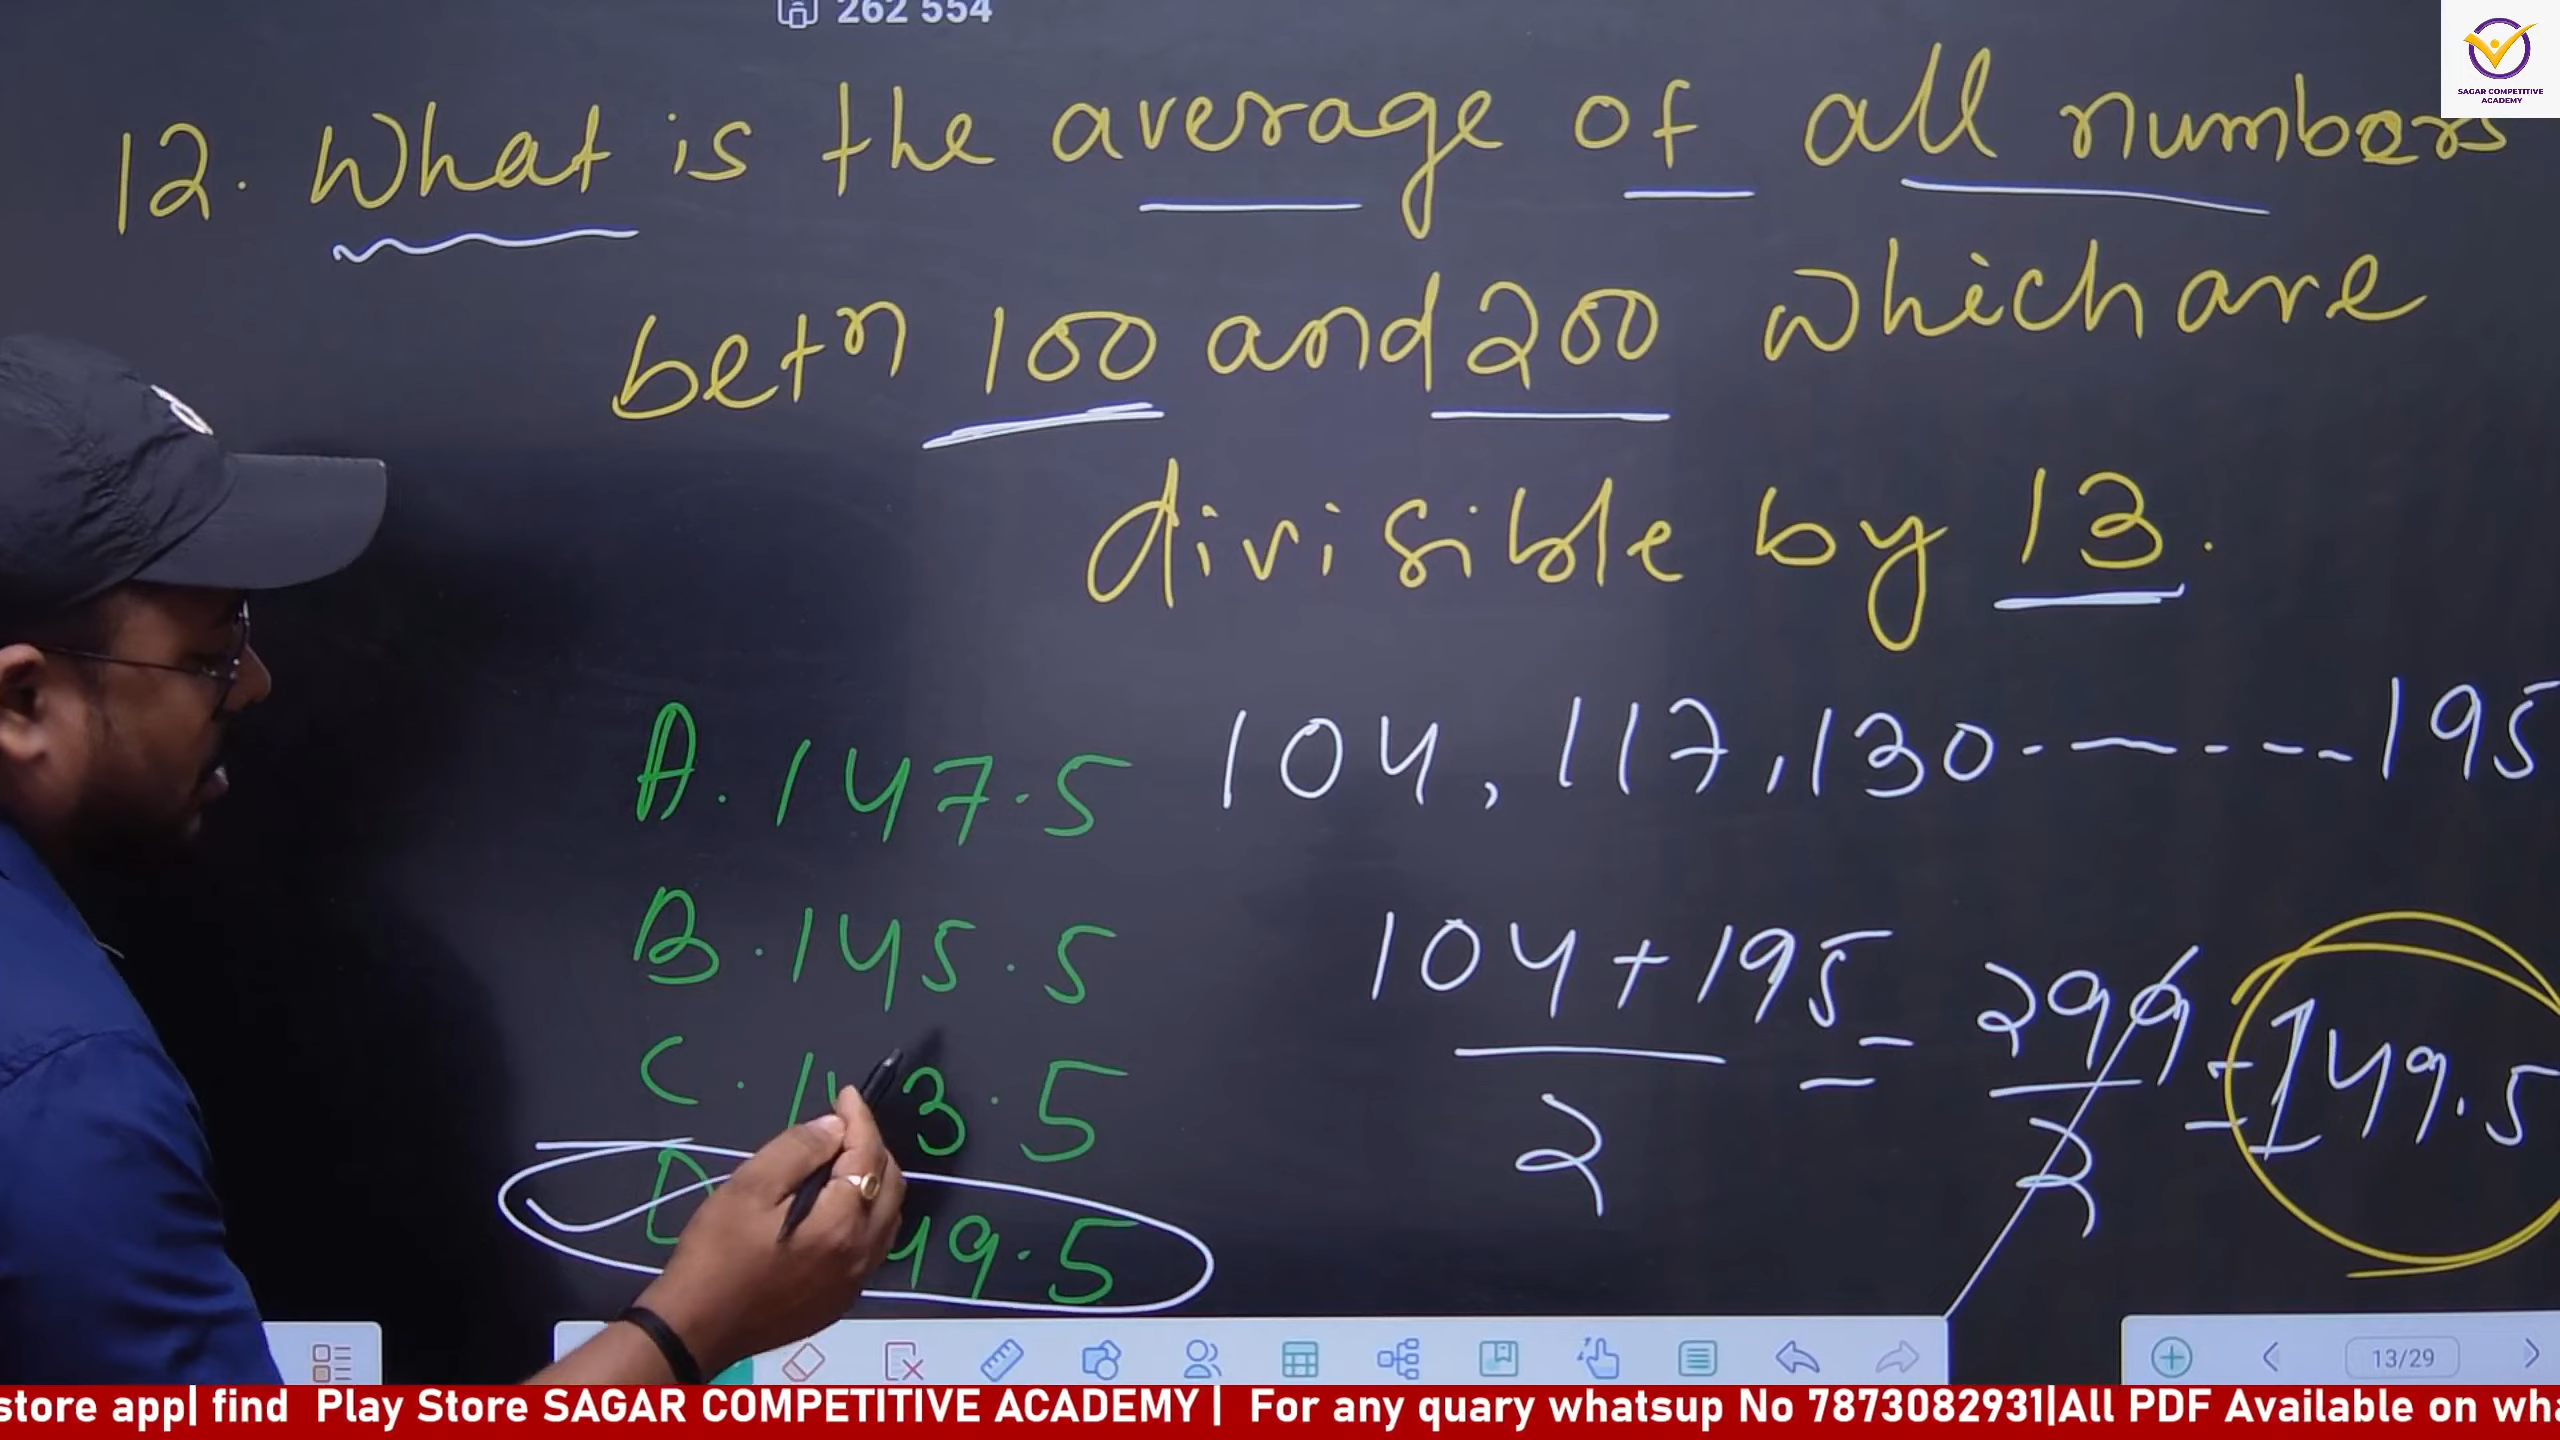 262 554
SAGAR COMPETITIVE
ACADEMY
12. What is the average of all numbers
betn 100 and 200 which are
divisible by 13.
104, 117, 130 - - - - - - - 195
A. 147.5
B. 145.5
104 + 195 = 299 = 149.5
2 2
C. 143.5
D 49.5
13/29
store app| find Play Store SAGAR COMPETITIVE ACADEMY | For any quary whatsup No 7873082931|All PDF Available on wha